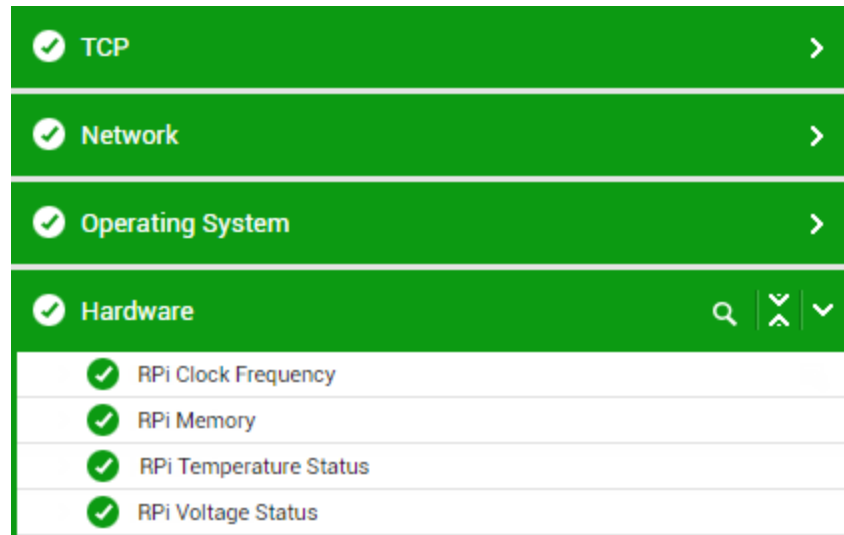 TCP
Network
Operating System
Hardware
RPi Clock Frequency
RPi Memory
RPi Temperature Status
RPi Voltage Status